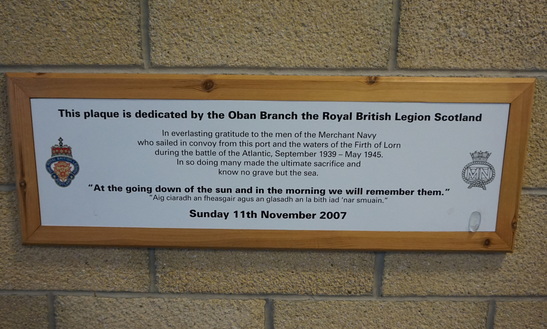 This plaque is dedicated by the Oban Branch the Royal British Legion Scotland
In everlasting gratitude to the men of the Merchant Navy
who sailed in convoy from this port and the waters of the Firth of Lorn
during the battle of the Atlantic, September 1939 – May 1945.
In so doing many made the ultimate sacrifice and
know no grave but the sea.
"At the going down of the sun and in the morning we will remember them."
"Aig ciaradh an fheasgair agus an glasadh an la bith iad 'nar smuain."
Sunday 11th November 2007
MN